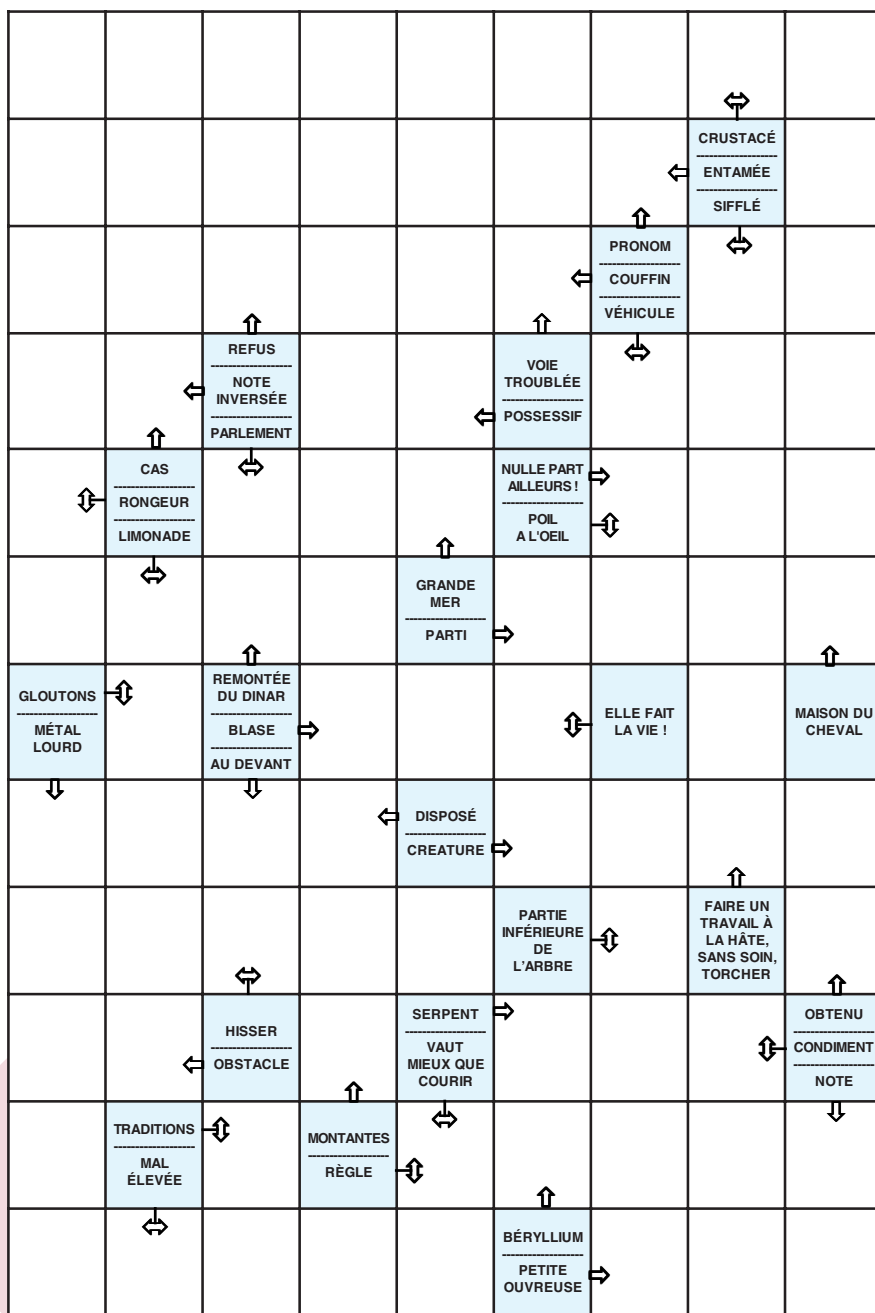 CRUSTACÉ
ENTAMÉE
SIFFLÉ
PRONOM
COUFFIN
VÉHICULE
REFUS
NOTE
INVERSÉE
PARLEMENT
VOIE
TROUBLÉE
POSSESSIF
CAS
RONGEUR
LIMONADE
NULLE PART
AILLEURS !
POIL
A L'OEIL
GRANDE
MER
PARTI
GLOUTONS
MÉTAL
LOURD
REMONTÉE
DU DINAR
BLASE
AU DEVANT
ELLE FAIT
LA VIE !
MAISON DU
CHEVAL
DISPOSÉ
CREATURE
PARTIE
INFÉRIEURE
DE
L'ARBRE
FAIRE UN
TRAVAIL À
LA HÂTE,
SANS SOIN,
TORCHER
HISSER
OBSTACLE
SERPENT
VAUT
MIEUX QUE
COURIR
OBTENU
CONDIMENT
NOTE
TRADITIONS
MAL
ÉLEVÉE
MONTANTES
RÈGLE
BÉRYLLIUM
PETITE
OUVREUSE